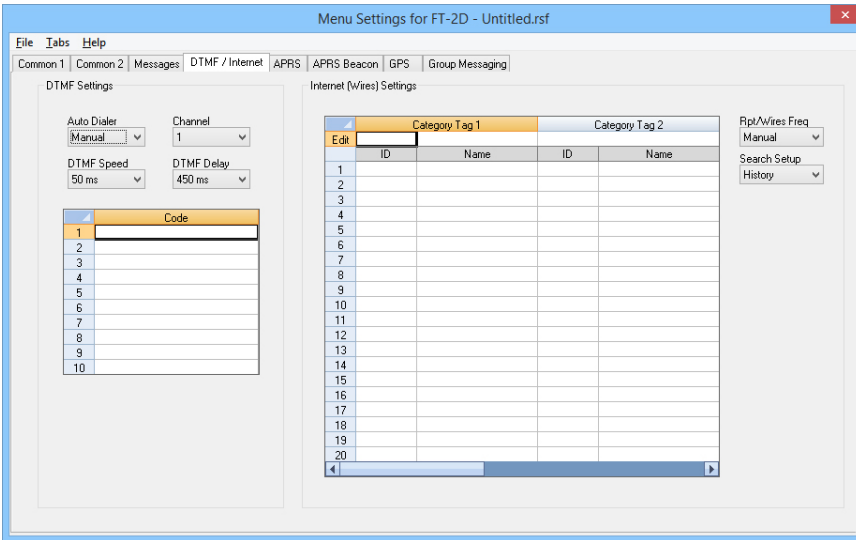 Menu Settings for FT-2D - Untitled.rsf
×
File Tabs Help
Common 1 Common 2 Messages DTMF / Internet APRS APRS Beacon GPS Group Messaging
DTMF Settings
Auto Dialer Channel
Manual 1
DTMF Speed DTMF Delay
50 ms 450 ms
Code
1
2
3
4
5
6
7
8
9
10
Internet (Wires) Settings
Category Tag 1 Category Tag 2
Edit
ID Name ID Name
1
2
3
4
5
6
7
8
9
10
11
12
13
14
15
16
17
18
19
20
Rpt/Wires Freq
Manual
Search Setup
History